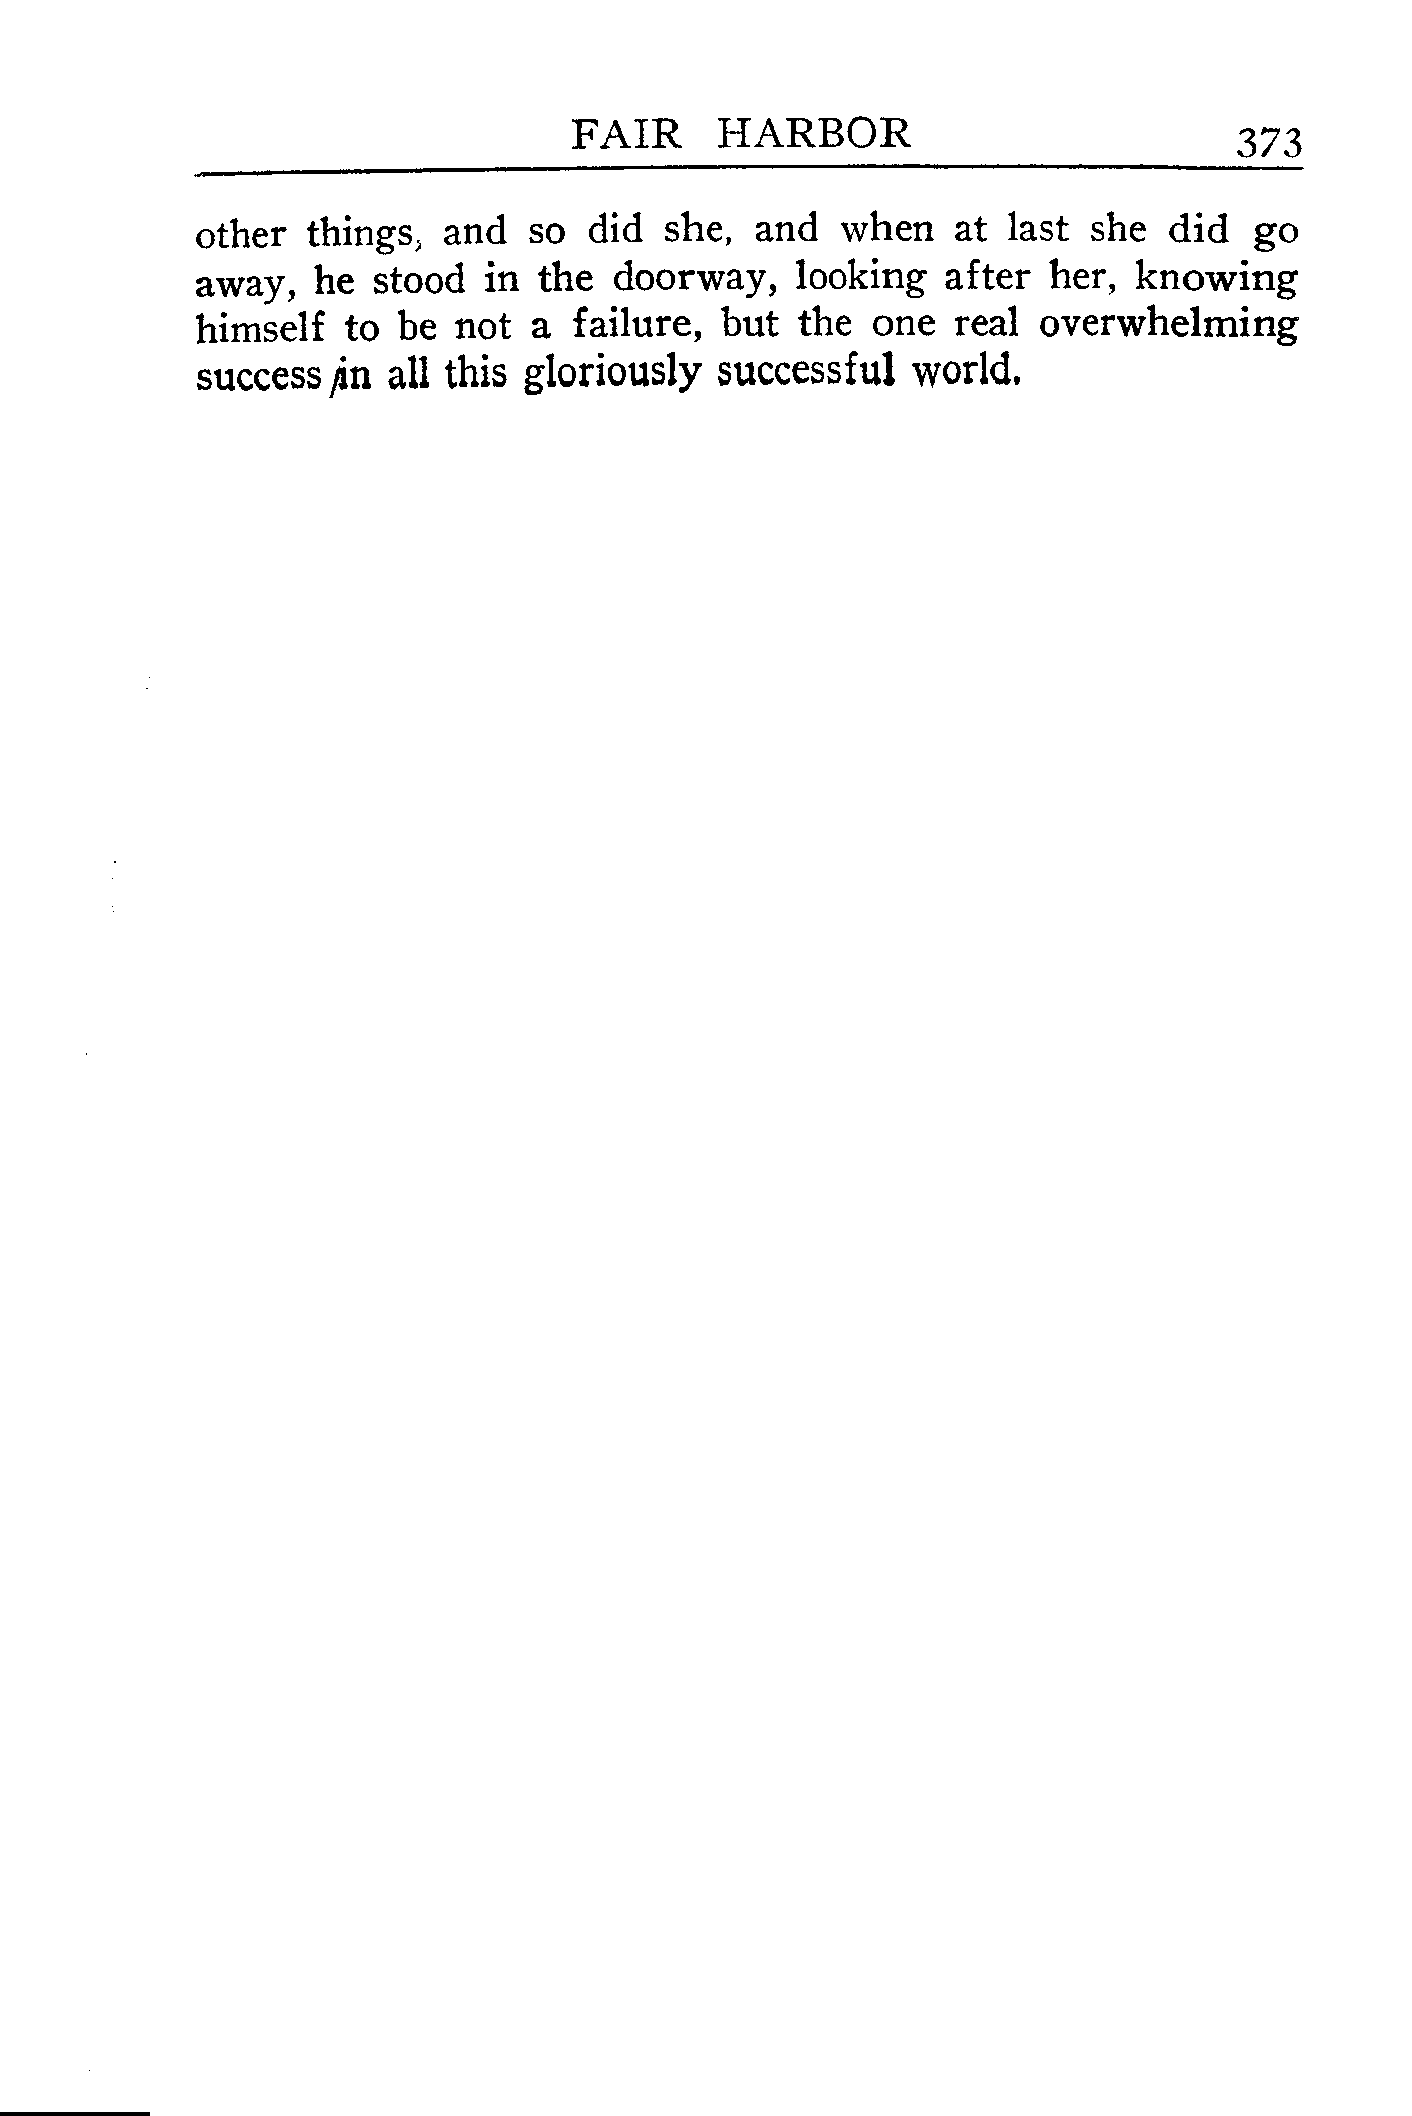 FAIR HARBOR 373
other things, and so did she, and when at last she did go
away, he stood in the doorway, looking after her, knowing
himself to be not a failure, but the one real overwhelming
success in all this gloriously successful world.